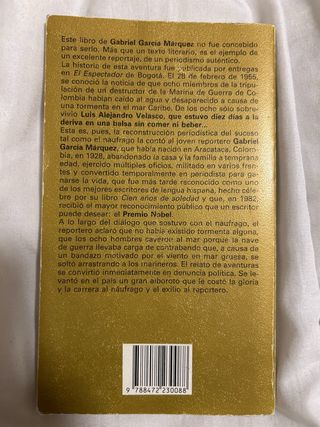 Este libro de Gabriel García Márquez no fue concebido
para serlo. Más que un texto literario, es el ejemplo de
un excelente reportaje, de un periodismo auténtico.
La historia de esta aventura fue publicada por entregas
en El Espectador de Bogotá. El 28 de febrero de 1955,
se conoció la noticia de que ocho miembros de la tripu-
lación de un destructor de la Marina de Guerra de Co-
lombia habían caído al agua y desaparecido a causa de
una tormenta en el mar Caribe. De los ocho sólo sobre-
vivió Luis Alejandro Velasco, que estuvo diez días a la
deriva en una balsa sin comer ni beber...
Esta es, pues, la reconstrucción periodística del suceso
tal como la contó el náufrago al joven reportero Gabriel
García Márquez, que había nacido en Aracataca, Colom-
bia, en 1928, abandonado la casa y la familia a temprana
edad, ejercido múltiples oficios, militado en varios fren-
tes y convertido temporalmente en periodista para ga-
narse la vida, que fue más tarde reconocido como uno
de los mejores escritores de lengua hispana, hecho céle-
bre por su libro Cien años de soledad y que, en 1982,
recibió el mayor reconocimiento público que un escritor
puede desear: el Premio Nobel.
A lo largo del diálogo que sostuvo con el náufrago, el
reportero aclaró que no había existido tormenta alguna,
que los ocho hombres cayeron al mar porque la nave
de guerra llevaba carga de contrabando que, a causa de
un bandazo motivado por el viento en mar gruesa, se
soltó arrastrando a los marineros. El relato de aventuras
se convirtió inmediatamente en denuncia política. Se le-
vantó en el país un gran alboroto que le costó la gloria
y la carrera al náufrago y el exilio al reportero.
9 788472 230088